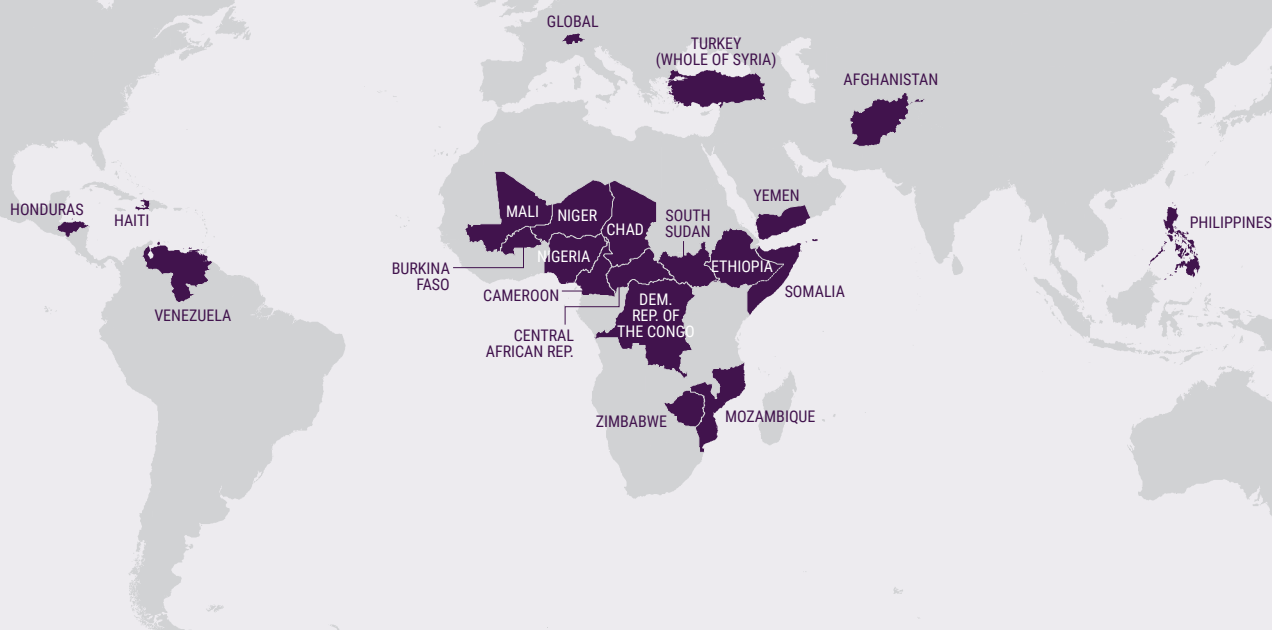 GLOBAL
TURKEY
(WHOLE OF SYRIA)
AFGHANISTAN
HONDURAS
HAITI
VENEZUELA
MALI
NIGER
CHAD
SOUTH
SUDAN
YEMEN
PHILIPPINES
NIGERIA
ETHIOPIA
BURKINA
FASO
CAMEROON
SOMALIA
DEM.
REP. OF
THE CONGO
CENTRAL
AFRICAN REP.
ZIMBABWE
MOZAMBIQUE